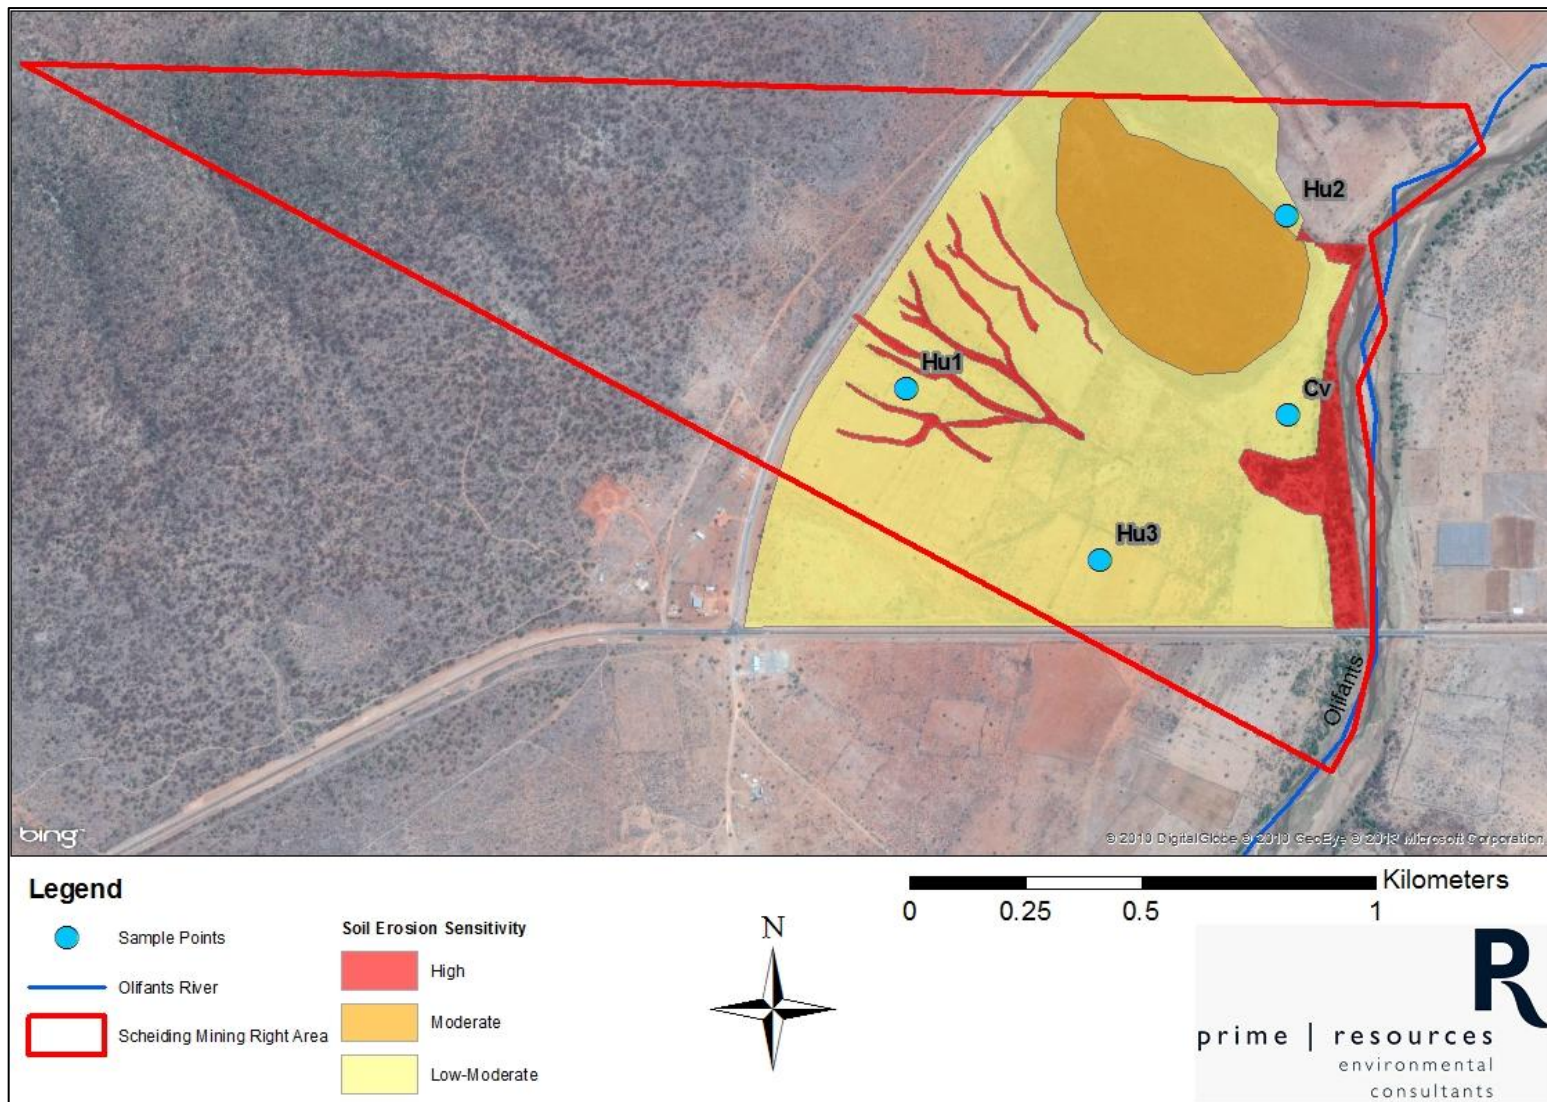 Hu2
Hu1
Cv
Hu3
Olifants
bing
© 2010 DigitalGlobe © 2010 GeoEye © 2013 Microsoft Corporation
Legend
Sample Points
Olifants River
Scheiding Mining Right Area
Soil Erosion Sensitivity
High
Moderate
Low-Moderate
N
Kilometers
0 0.25 0.5 1
PR
prime | resources
environmental
consultants